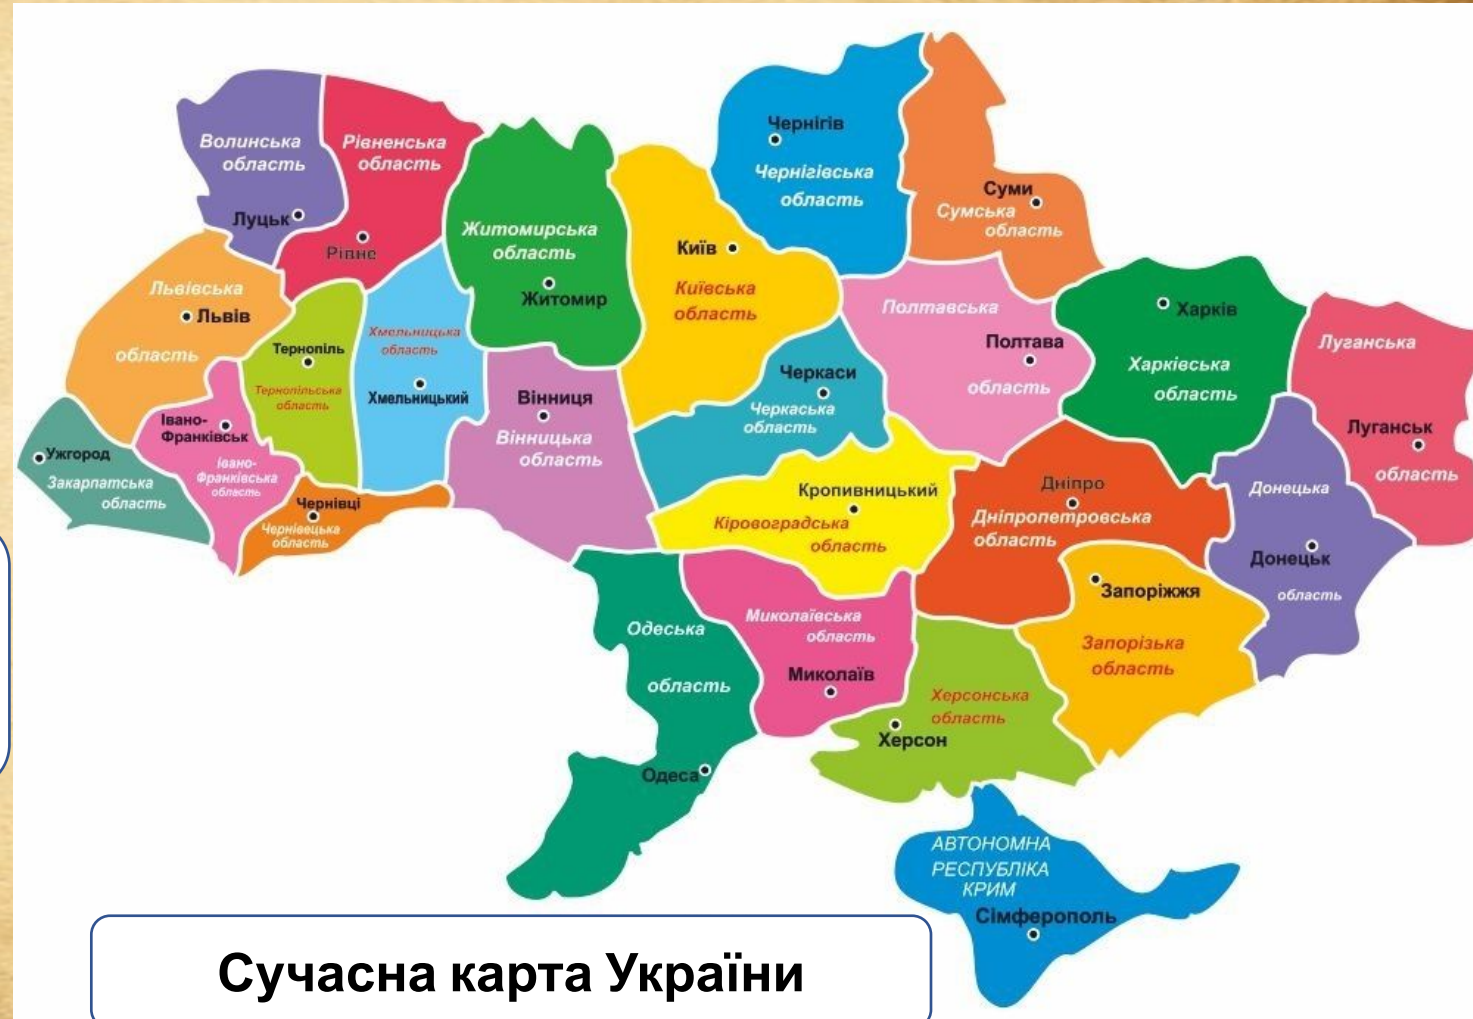 Волинська
область
Луцьк
Рівненська
область
Рівне
Житомирська
область
Житомир
Київ
Київська
область
Чернігів
Чернігівська
область
Суми
Сумська
область
Львівська
Львів
область
Тернопіль
Тернопільська
область
Хмельницька
область
Хмельницький
Вінниця
Вінницька
область
Черкаси
Черкаська
область
Полтавська
Полтава
область
Харків
Харківська
область
Луганська
Луганськ
область
Ужгород
Закарпатська
область
Івано-
Франківськ
Івано-
Франківська
область
Чернівці
Чернівецька
область
Кропивницький
Кіровоградська
область
Дніпро
Дніпропетровська
область
Донецька
Донецьк
область
Запоріжжя
Запорізька
область
Одеська
область
Одеса
Миколаївська
область
Миколаїв
Херсонська
область
Херсон
АВТОНОМНА
РЕСПУБЛІКА
КРИМ
Сімферополь
Сучасна карта України